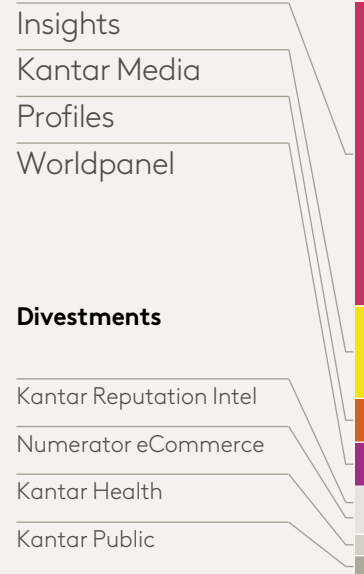 Insights
Kantar Media
Profiles
Worldpanel
Divestments
Kantar Reputation Intel
Numerator eCommerce
Kantar Health
Kantar Public